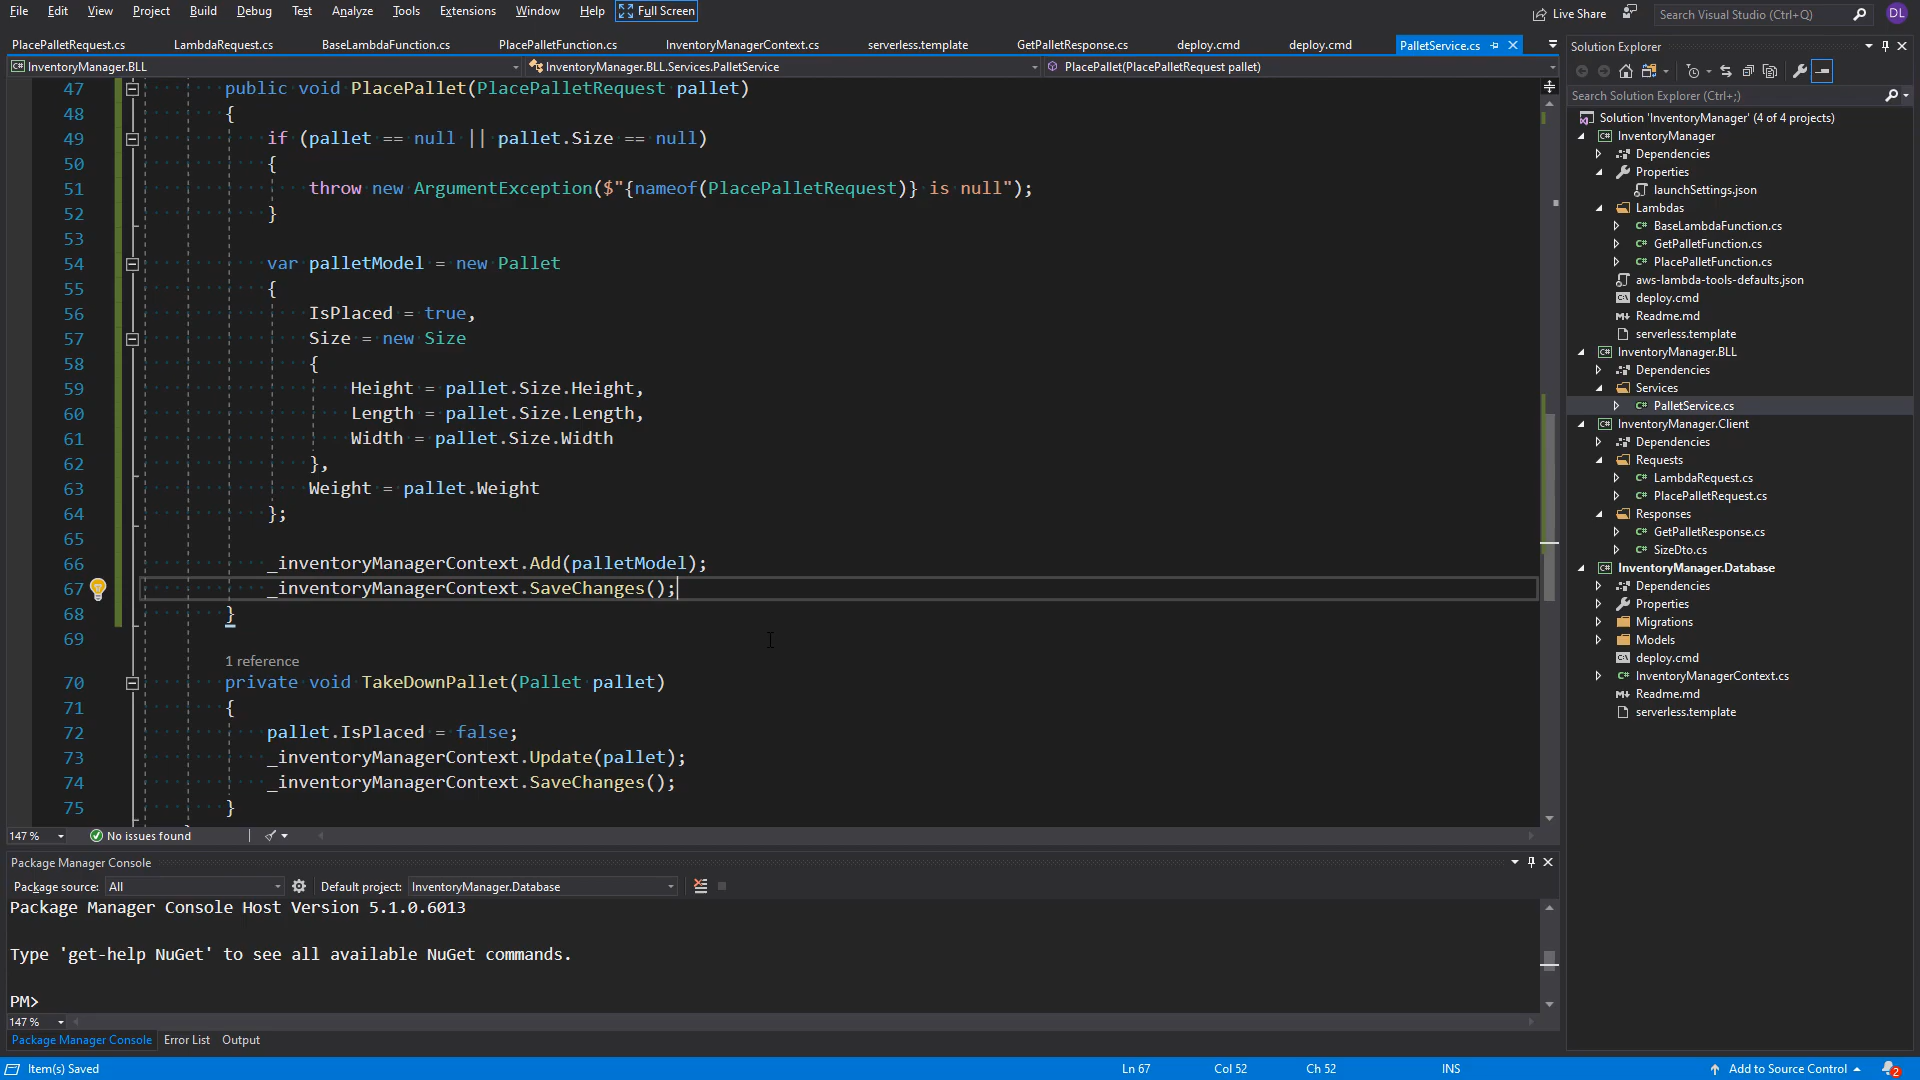 File Edit View Project Build Debug Test Analyze Tools Extensions Window Help Full Screen Live Share Search Visual Studio (Ctrl+Q) DL
PlacePalletRequest.cs LambdaRequest.cs BaseLambdaFunction.cs PlacePalletFunction.cs InventoryManagerContext.cs serverless.template GetPalletResponse.cs deploy.cmd deploy.cmd PalletService.cs
InventoryManager.BLL InventoryManager.BLL.Services.PalletService PlacePallet(PlacePalletRequest pallet)
47 public void PlacePallet(PlacePalletRequest pallet)
48 {
49 if (pallet == null || pallet.Size == null)
50 {
51 throw new ArgumentException($"{nameof(PlacePalletRequest)} is null");
52 }
53
54 var palletModel = new Pallet
55 {
56 IsPlaced = true,
57 Size = new Size
58 {
59 Height = pallet.Size.Height,
60 Length = pallet.Size.Length,
61 Width = pallet.Size.Width
62 },
63 Weight = pallet.Weight
64 };
65
66 _inventoryManagerContext.Add(palletModel);
67 _inventoryManagerContext.SaveChanges();
68 }
69
1 reference
70 private void TakeDownPallet(Pallet pallet)
71 {
72 pallet.IsPlaced = false;
73 _inventoryManagerContext.Update(pallet);
74 _inventoryManagerContext.SaveChanges();
75 }
147 % No issues found
Package Manager Console
Package source: All Default project: InventoryManager.Database
Package Manager Console Host Version 5.1.0.6013
Type 'get-help NuGet' to see all available NuGet commands.
PM>
147 %
Package Manager Console Error List Output
Solution Explorer
Search Solution Explorer (Ctrl+;)
Solution 'InventoryManager' (4 of 4 projects)
InventoryManager
Dependencies
Properties
launchSettings.json
Lambdas
BaseLambdaFunction.cs
GetPalletFunction.cs
PlacePalletFunction.cs
aws-lambda-tools-defaults.json
deploy.cmd
Readme.md
serverless.template
InventoryManager.BLL
Dependencies
Services
PalletService.cs
InventoryManager.Client
Dependencies
Requests
LambdaRequest.cs
PlacePalletRequest.cs
Responses
GetPalletResponse.cs
SizeDto.cs
InventoryManager.Database
Dependencies
Properties
Migrations
Models
deploy.cmd
InventoryManagerContext.cs
Readme.md
serverless.template
Item(s) Saved Ln 67 Col 52 Ch 52 INS Add to Source Control 2